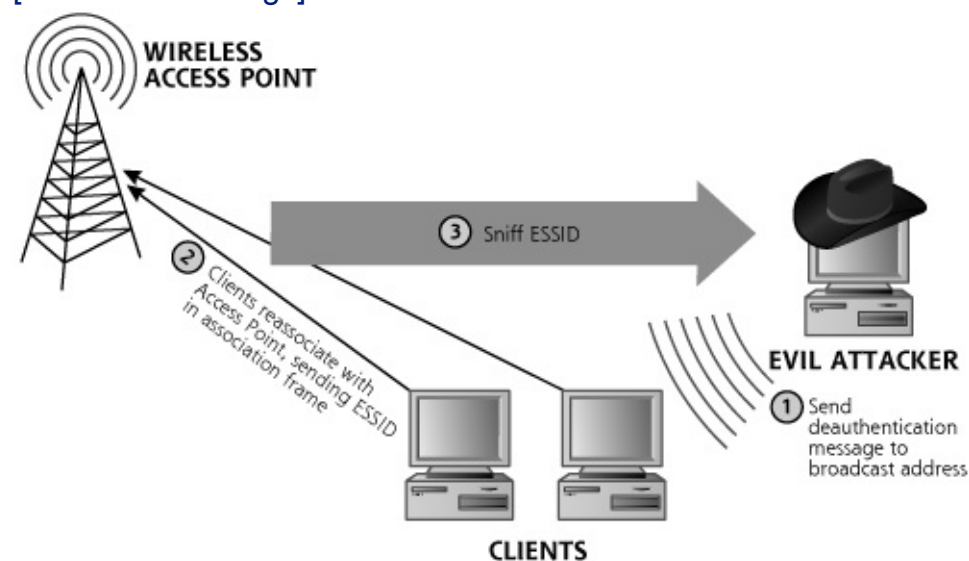 WIRELESS
ACCESS POINT
3 Sniff ESSID
2 Clients reassociate with
Access Point, sending ESSID
in association frame
EVIL ATTACKER
1 Send
deauthentication
message to
broadcast address
CLIENTS